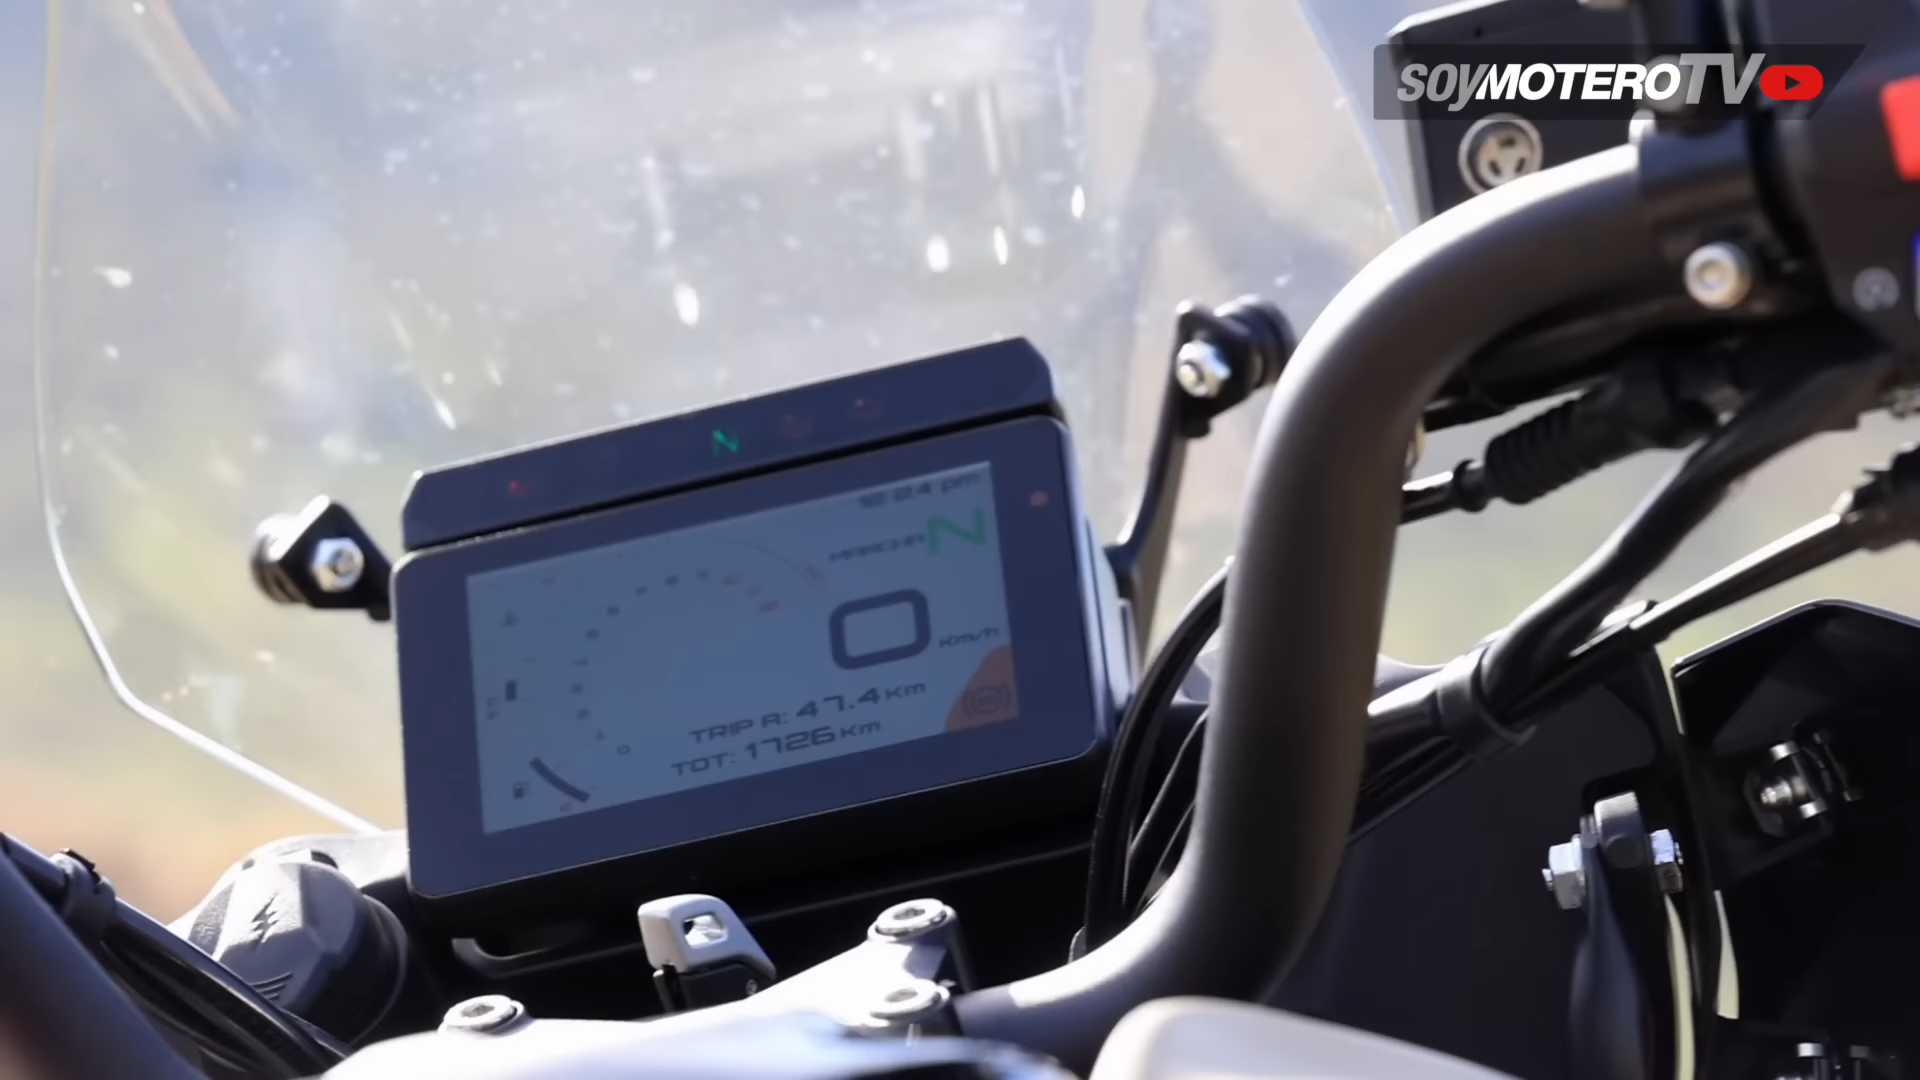 SOYMOTEROTV
N
12:24 pm
MARCHA N
0 Km/h
TRIP A: 47.4 Km
TOT: 1726 Km